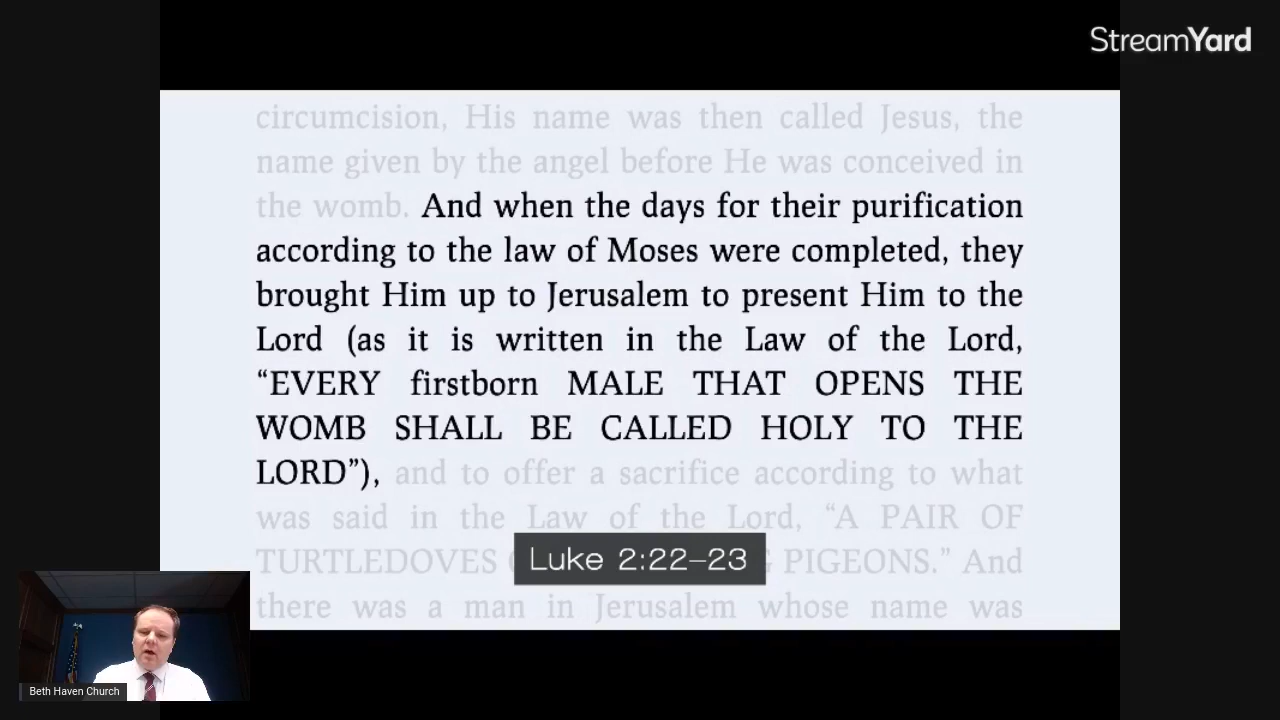 StreamYard
circumcision, His name was then called Jesus, the
name given by the angel before He was conceived in
the womb. And when the days for their purification
according to the law of Moses were completed, they
brought Him up to Jerusalem to present Him to the
Lord (as it is written in the Law of the Lord,
“EVERY firstborn MALE THAT OPENS THE
WOMB SHALL BE CALLED HOLY TO THE
LORD”), and to offer a sacrifice according to what
was said in the Law of the Lord, “A PAIR OF
TURTLEDOVES PIGEONS.” And
Luke 2:22–23
there was a man in Jerusalem whose name was
Beth Haven Church